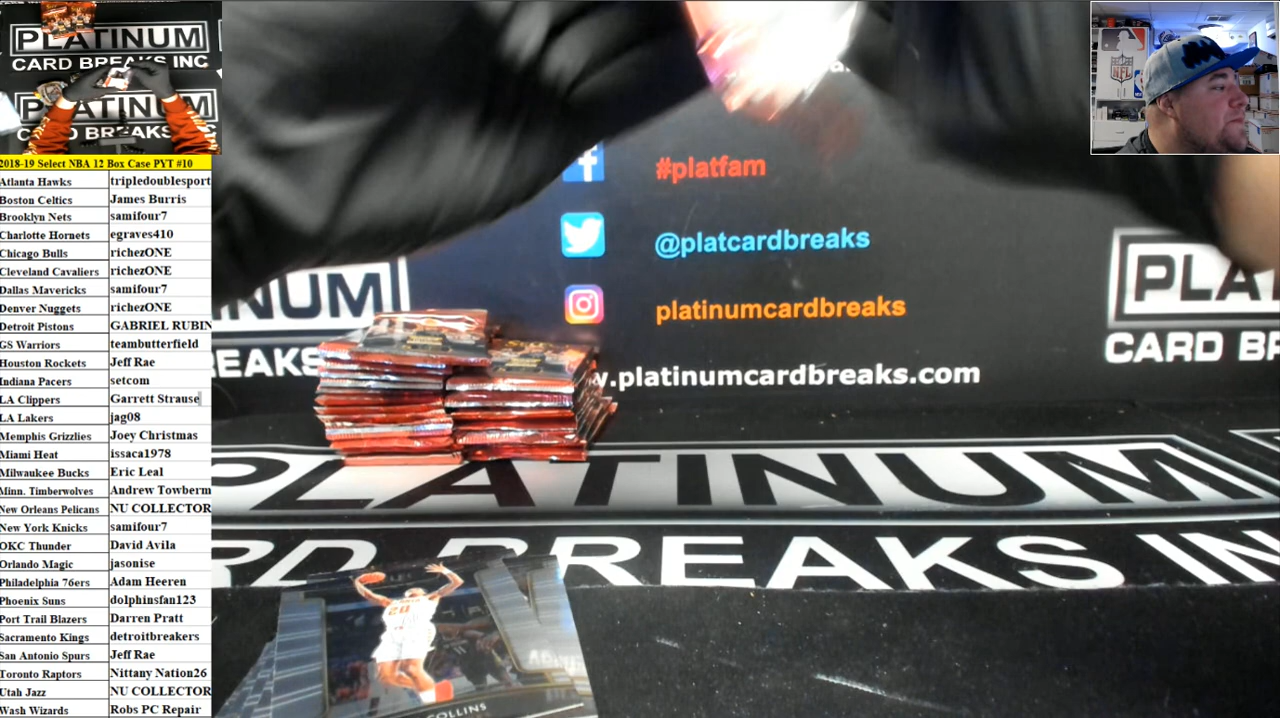 PLATINUM
CARD BREAKS INC
PLATINUM
CARD BREAKS
2018-19 Select NBA 12 Box Case PYT #10
Atlanta Hawks tripledoublesport
Boston Celtics James Burris
Brooklyn Nets samifour7
Charlotte Hornets egraves410
Chicago Bulls richezONE
Cleveland Cavaliers richezONE
Dallas Mavericks samifour7
Denver Nuggets richezONE
Detroit Pistons GABRIEL RUBIN
GS Warriors teambutterfield
Houston Rockets Jeff Rae
Indiana Pacers setcom
LA Clippers Garrett Strause
LA Lakers jag08
Memphis Grizzlies Joey Christmas
Miami Heat issaca1978
Milwaukee Bucks Eric Leal
Minn. Timberwolves Andrew Towberm
New Orleans Pelicans NU COLLECTOR
New York Knicks samifour7
OKC Thunder David Avila
Orlando Magic jasonise
Philadelphia 76ers Adam Heeren
Phoenix Suns dolphinsfan123
Port Trail Blazers Darren Pratt
Sacramento Kings detroitbreakers
San Antonio Spurs Jeff Rae
Toronto Raptors Nittany Nation26
Utah Jazz NU COLLECTOR
Wash Wizards Robs PC Repair
#platfam
@platcardbreaks
platinumcardbreaks
w.platinumcardbreaks.com
NUM
EAKS
PLA
CARD BR
PLATINUM
RD BREAKS IN
20
COLLINS
NFL